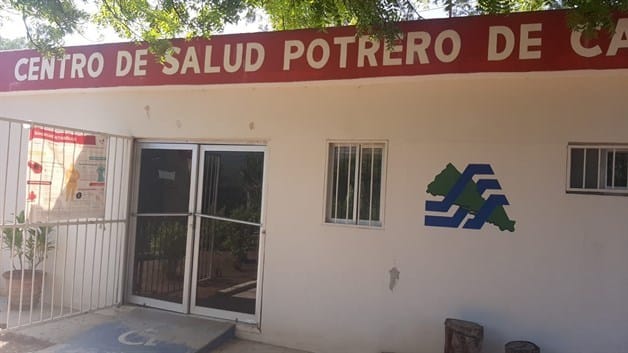 CENTRO DE SALUD POTRERO DE CA